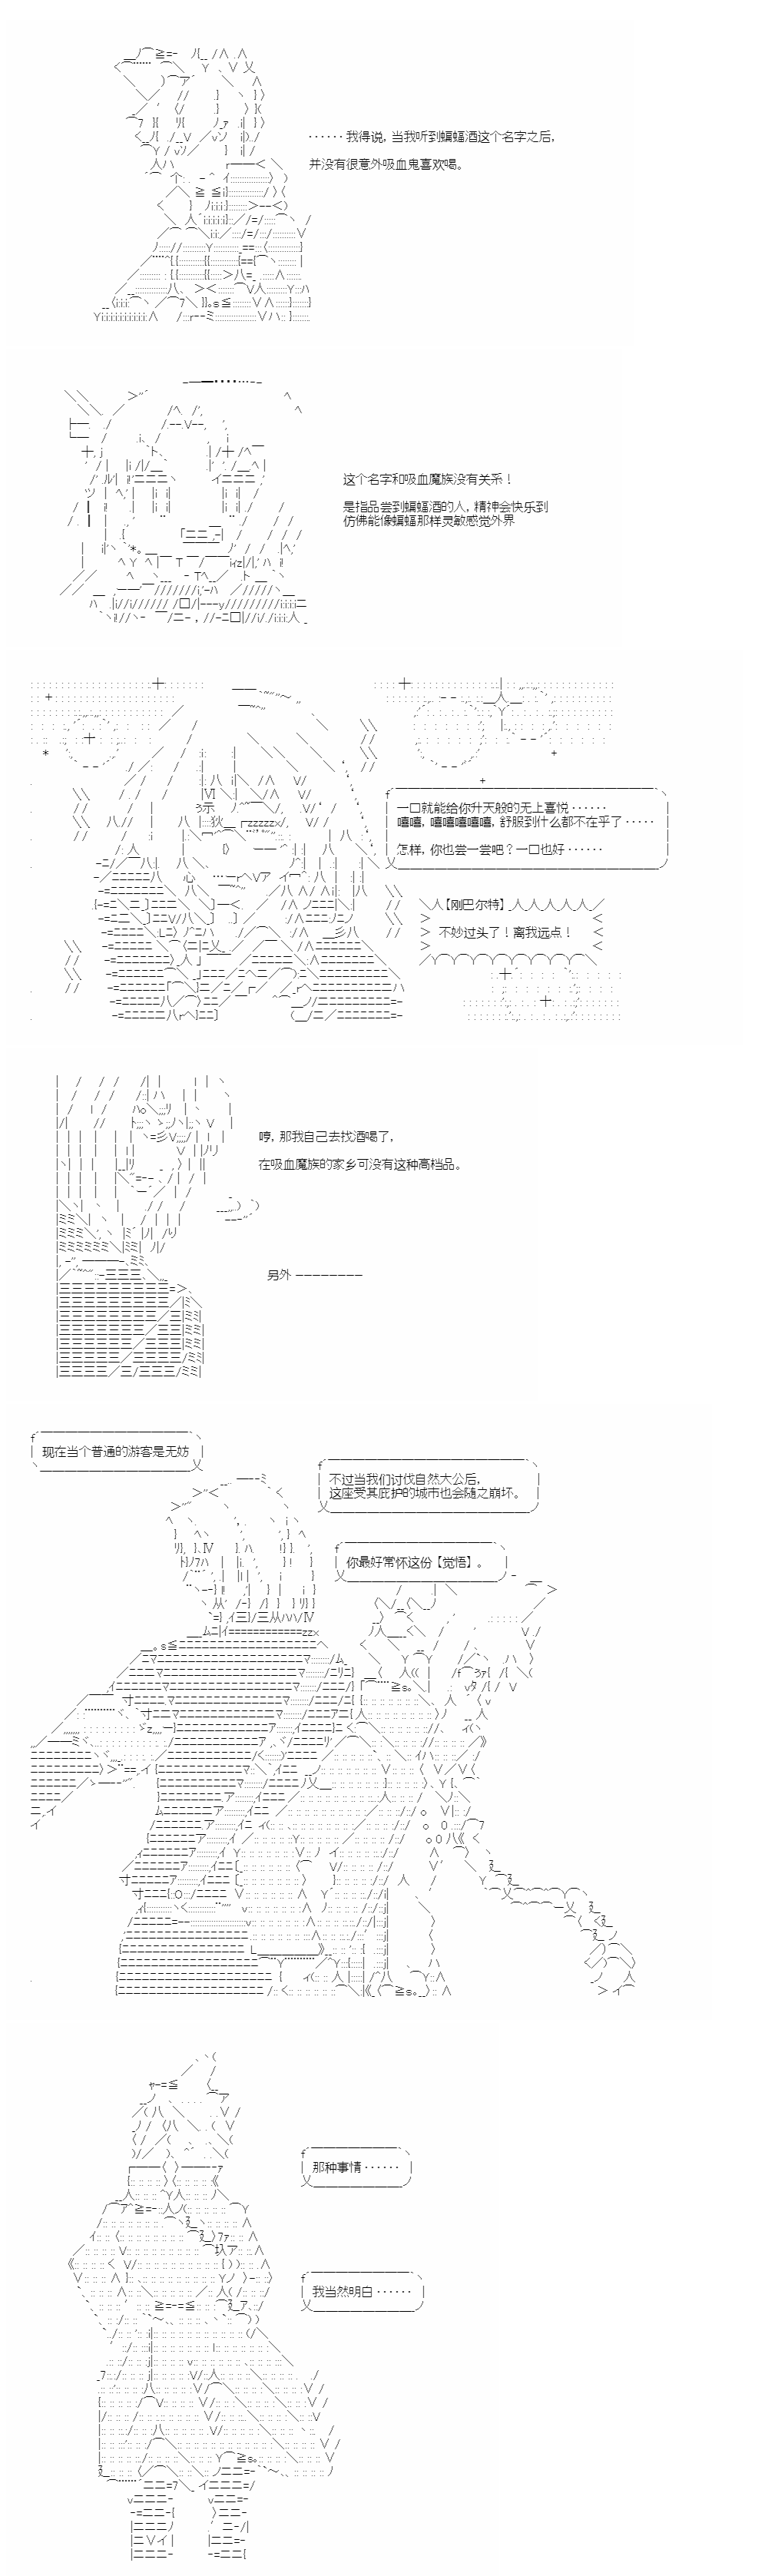 ······我得说，当我听到蝙蝠酒这个名字之后，
并没有很意外吸血鬼喜欢喝。
这个名字和吸血魔族没有关系！
是指品尝到蝙蝠酒的人，精神会快乐到
仿佛能像蝙蝠那样灵敏感觉外界
一口就能给你升天般的无上喜悦······
嘻嘻，嘻嘻嘻嘻嘻，舒服到什么都不在乎了·····
怎样，你也尝一尝吧？一口也好······
【刚巴尔特】
不妙过头了！离我远点！
哼，那我自己去找酒喝了，
在吸血魔族的家乡可没有这种高档品。
另外 ────────
现在当个普通的游客是无妨
不过当我们讨伐自然大公后，
这座受其庇护的城市也会随之崩坏。
你最好常怀这份【觉悟】。
那种事情······
我当然明白······